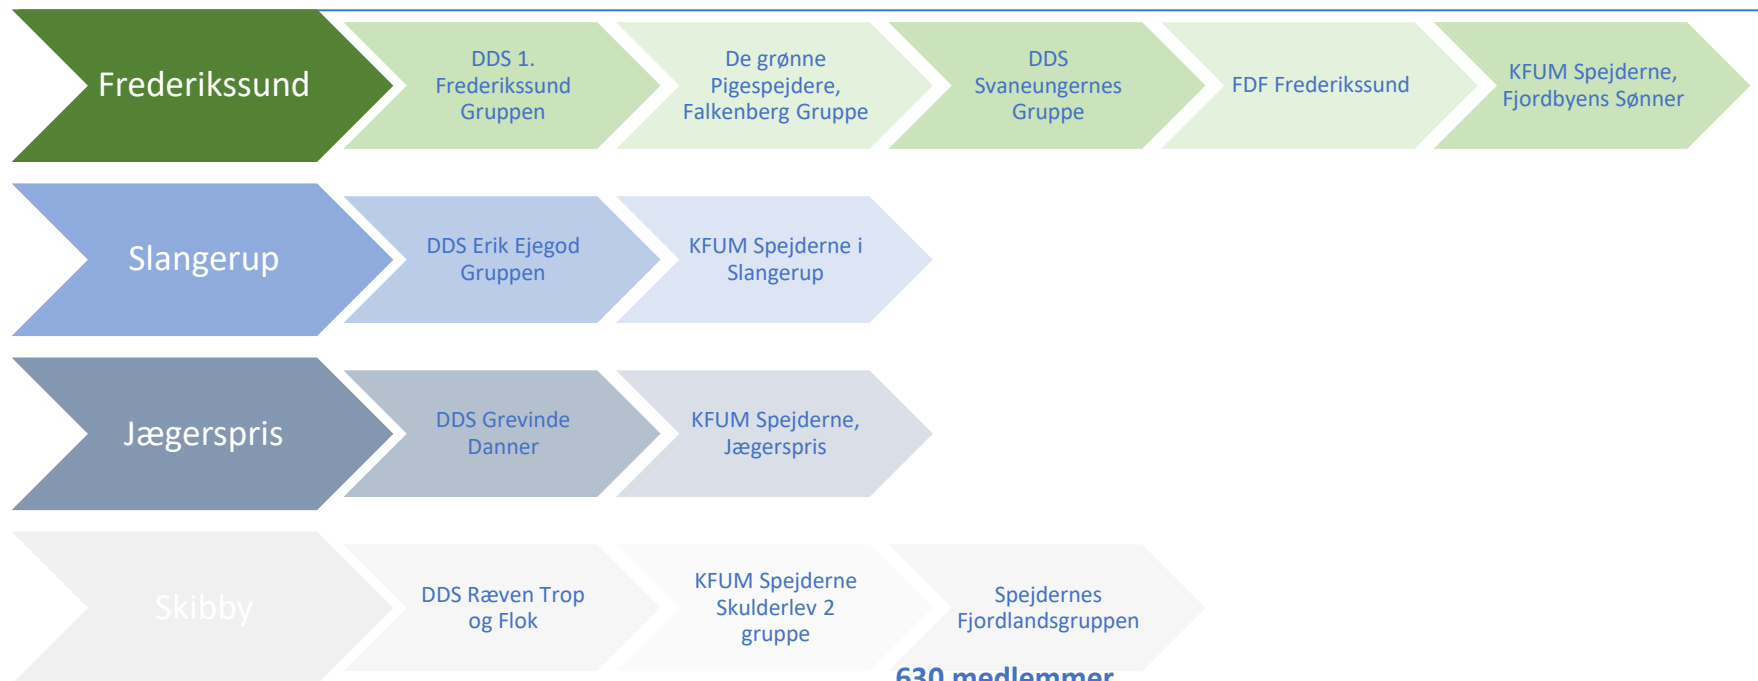 Frederikssund
DDS 1.
Frederikssund
Gruppen
De grønne
Pigespejdere,
Falkenberg Gruppe
DDS
Svaneungernes
Gruppe
FDF Frederikssund
KFUM Spejderne,
Fjordbyens Sønner
Slangerup
DDS Erik Ejegod
Gruppen
KFUM Spejderne i
Slangerup
Jægerspris
DDS Grevinde
Danner
KFUM Spejderne,
Jægerspris
Skibby
DDS Ræven Trop
og Flok
KFUM Spejderne
Skulderlev 2
gruppe
Spejdernes
Fjordlandsgruppen
630 medlemmer